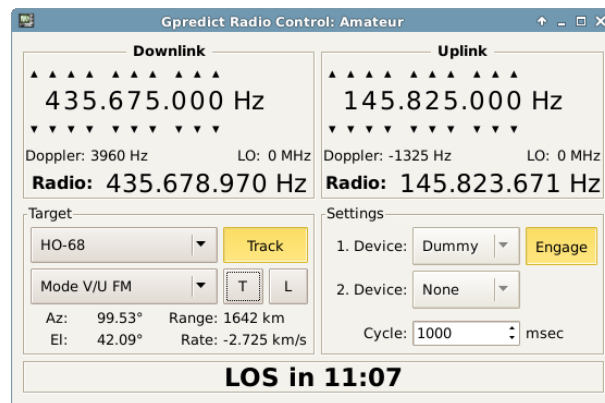 Gpredict Radio Control: Amateur
Downlink
435.675.000 Hz
Doppler: 3960 Hz LO: 0 MHz
Radio: 435.678.970 Hz
Uplink
145.825.000 Hz
Doppler: -1325 Hz LO: 0 MHz
Radio: 145.823.671 Hz
Target
HO-68 Track
Mode V/U FM T L
Az: 99.53° Range: 1642 km
El: 42.09° Rate: -2.725 km/s
Settings
1. Device: Dummy Engage
2. Device: None
Cycle: 1000 msec
LOS in 11:07